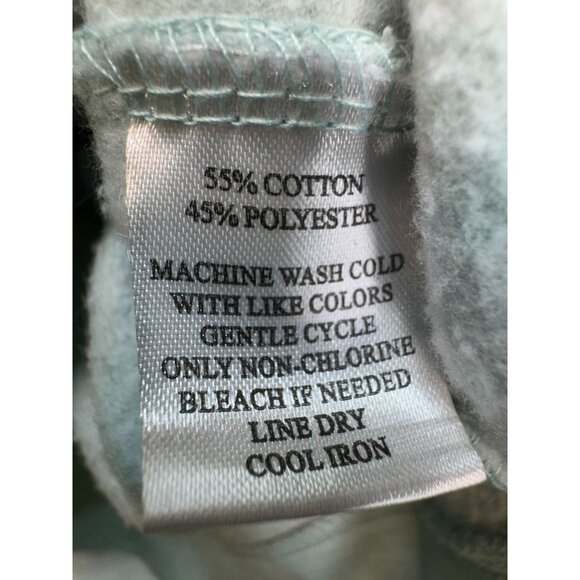 55% COTTON
45% POLYESTER
MACHINE WASH COLD
WITH LIKE COLORS
GENTLE CYCLE
ONLY NON-CHLORINE
BLEACH IF NEEDED
LINE DRY
COOL IRON